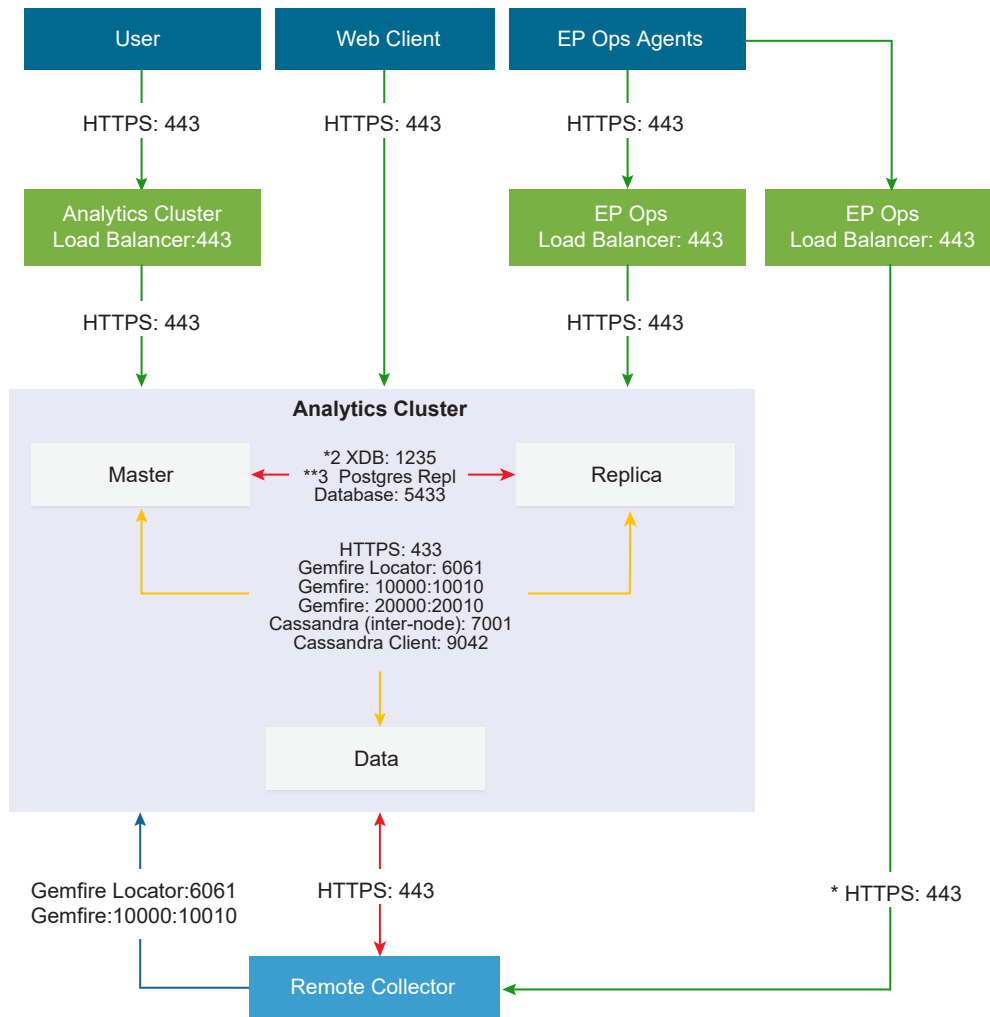 User
Web Client
EP Ops Agents
HTTPS: 443
HTTPS: 443
HTTPS: 443
Analytics Cluster
Load Balancer:443
EP Ops
Load Balancer: 443
EP Ops
Load Balancer: 443
HTTPS: 443
HTTPS: 443
Analytics Cluster
Master
*2 XDB: 1235
**3 Postgres Repl
Database: 5433
Replica
HTTPS: 433
Gemfire Locator: 6061
Gemfire: 10000:10010
Gemfire: 20000:20010
Cassandra (inter-node): 7001
Cassandra Client: 9042
Data
Gemfire Locator:6061
Gemfire:10000:10010
HTTPS: 443
* HTTPS: 443
Remote Collector